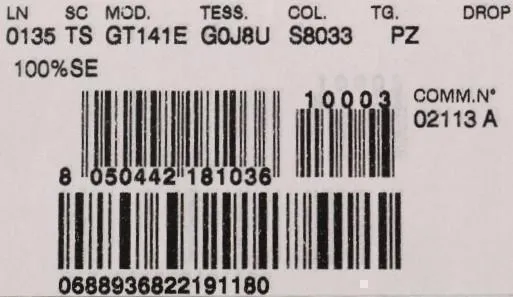 LN SC MOD. TESS. COL. TG. DROP
0135 TS GT141E G0J8U S8033 PZ
100%SE
10003 COMM.N°
02113 A
8 050442 181036
0688936822191180